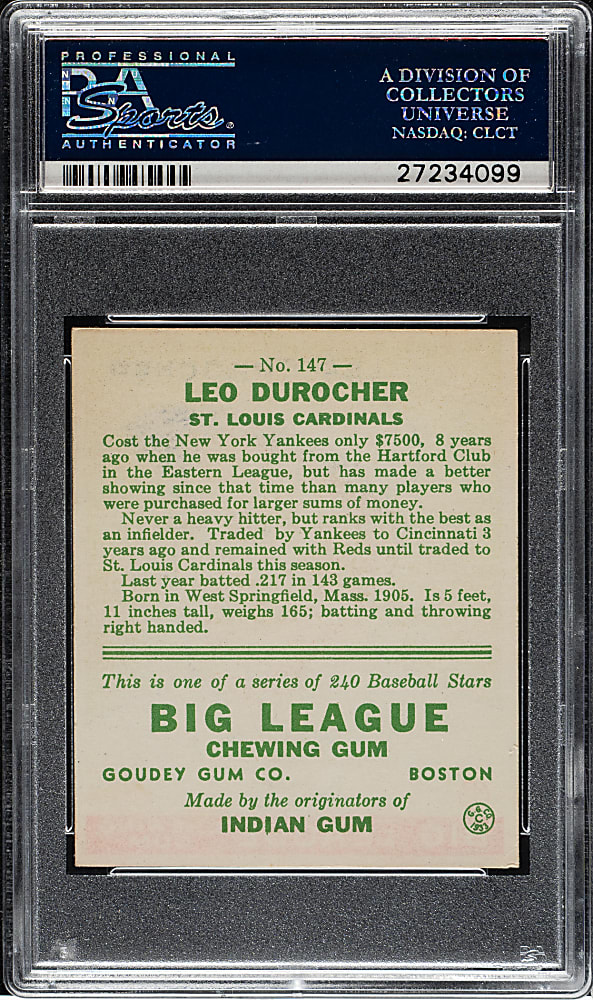 PROFESSIONAL
PSA
Sports®
AUTHENTICATOR
A DIVISION OF
COLLECTORS
UNIVERSE
NASDAQ: CLCT
27234099
— No. 147 —
LEO DUROCHER
ST. LOUIS CARDINALS
Cost the New York Yankees only $7500, 8 years
ago when he was bought from the Hartford Club
in the Eastern League, but has made a better
showing since that time than many players who
were purchased for larger sums of money.
Never a heavy hitter, but ranks with the best as
an infielder. Traded by Yankees to Cincinnati 3
years ago and remained with Reds until traded to
St. Louis Cardinals this season.
Last year batted .217 in 143 games.
Born in West Springfield, Mass. 1905. Is 5 feet,
11 inches tall, weighs 165; batting and throwing
right handed.
This is one of a series of 240 Baseball Stars
BIG LEAGUE
CHEWING GUM
GOUDEY GUM CO. BOSTON
Made by the originators of
INDIAN GUM
G. G. CO.
C
1933